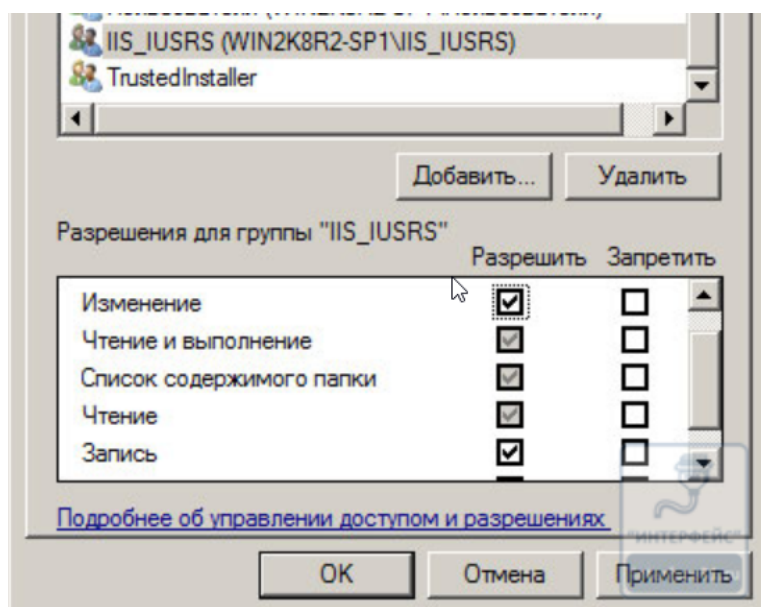 IIS_IUSRS (WIN2K8R2-SP1\IIS_IUSRS)
TrustedInstaller
Добавить...
Удалить
Разрешения для группы "IIS_IUSRS"
Разрешить Запретить
Изменение
Чтение и выполнение
Список содержимого папки
Чтение
Запись
Подробнее об управлении доступом и разрешениях
"ИНТЕРФЕЙС"
OK
Отмена
Применить